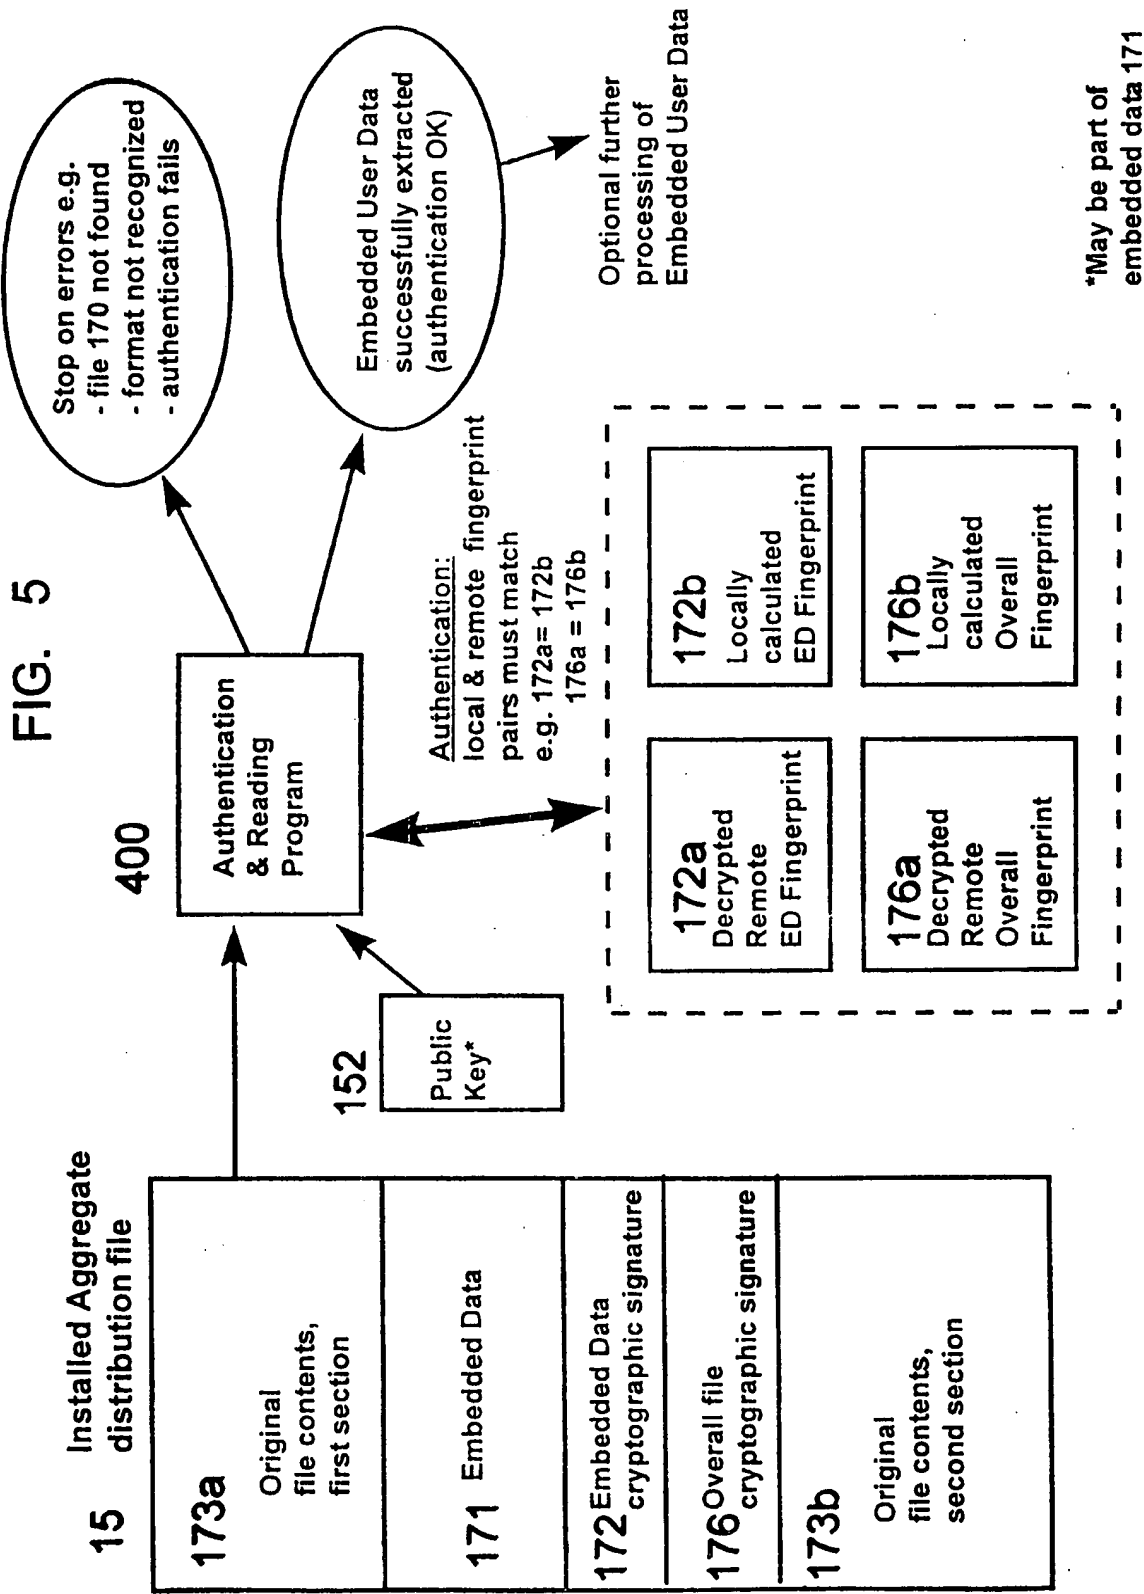 FIG. 5
15
Installed Aggregate
distribution file
173a
Original
file contents,
first section
171 Embedded Data
172 Embedded Data
cryptographic signature
176 Overall file
cryptographic signature
173b
Original
file contents,
second section
152
Public
Key*
400
Authentication
& Reading
Program
Stop on errors e.g.
- file 170 not found
- format not recognized
- authentication fails
Embedded User Data
successfully extracted
(authentication OK)
Optional further
processing of
Embedded User Data
Authentication:
local & remote fingerprint
pairs must match
e.g. 172a= 172b
176a = 176b
172a
Decrypted
Remote
ED Fingerprint
172b
Locally
calculated
ED Fingerprint
176a
Decrypted
Remote
Overall
Fingerprint
176b
Locally
calculated
Overall
Fingerprint
*May be part of
embedded data 171